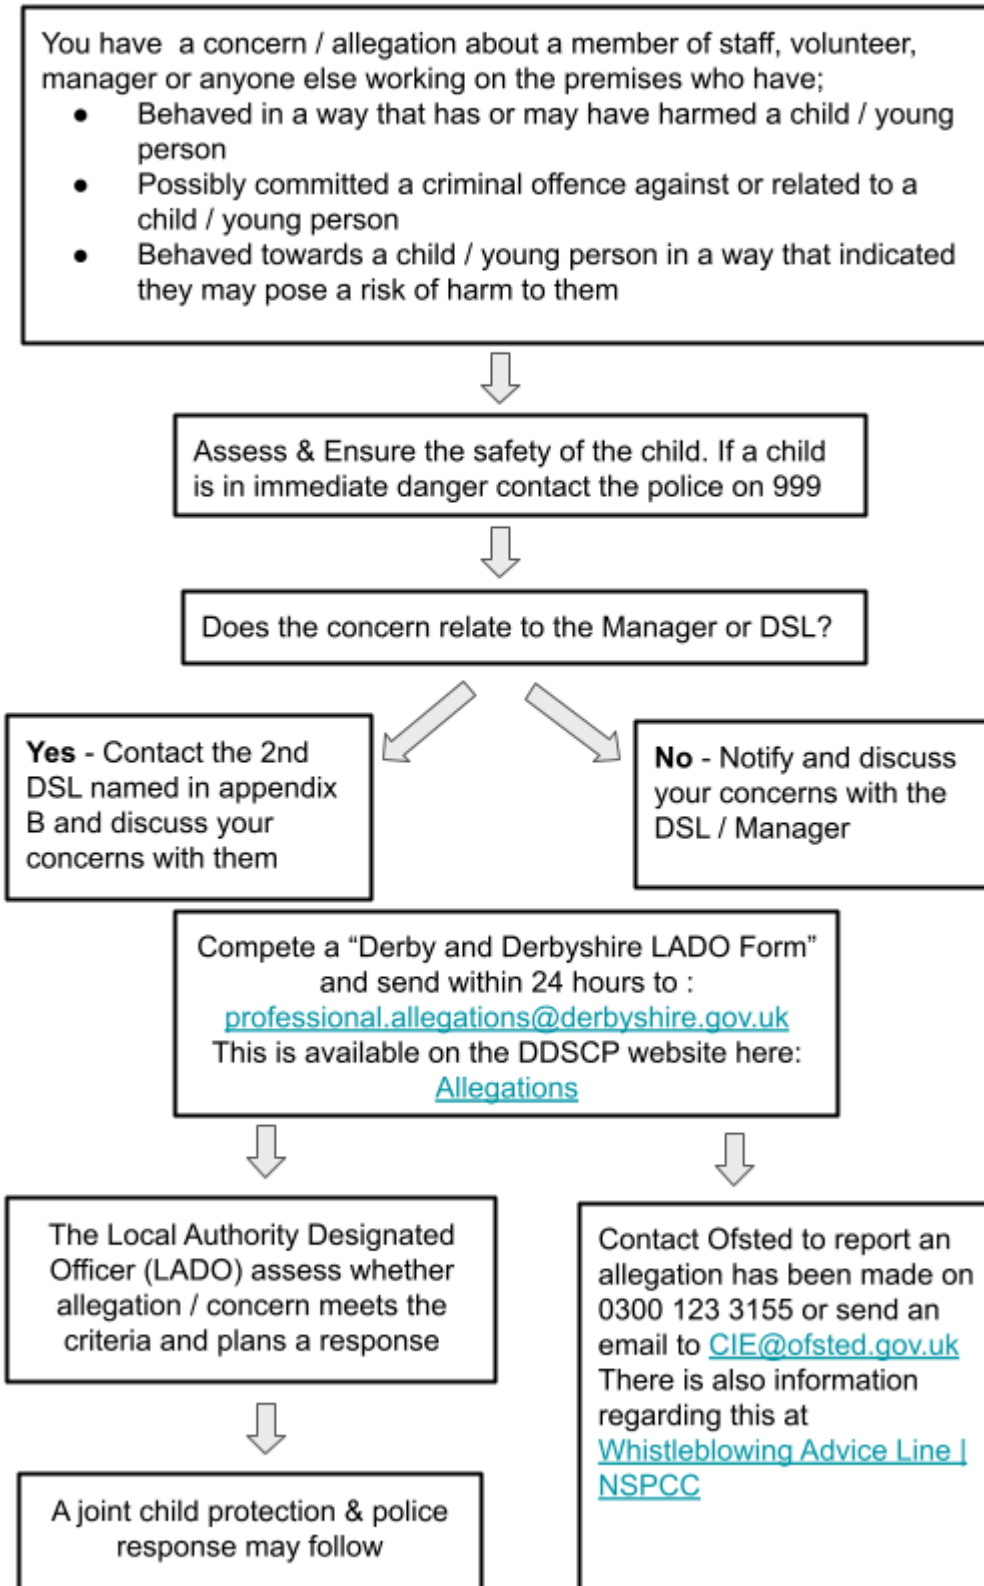 You have  a concern / allegation about a member of staff, volunteer,
manager or anyone else working on the premises who have;
● Behaved in a way that has or may have harmed a child / young
person
● Possibly committed a criminal offence against or related to a
child / young person
● Behaved towards a child / young person in a way that indicated
they may pose a risk of harm to them
Assess & Ensure the safety of the child. If a child
is in immediate danger contact the police on 999
Does the concern relate to the Manager or DSL?
Yes - Contact the 2nd
DSL named in appendix
B and discuss your
concerns with them
No - Notify and discuss
your concerns with the
DSL / Manager
Compete a “Derby and Derbyshire LADO Form”
and send within 24 hours to :
professional.allegations@derbyshire.gov.uk
This is available on the DDSCP website here:
Allegations
The Local Authority Designated
Officer (LADO) assess whether
allegation / concern meets the
criteria and plans a response
Contact Ofsted to report an
allegation has been made on
0300 123 3155 or send an
email to CIE@ofsted.gov.uk
There is also information
regarding this at
Whistleblowing Advice Line |
NSPCC
A joint child protection & police
response may follow